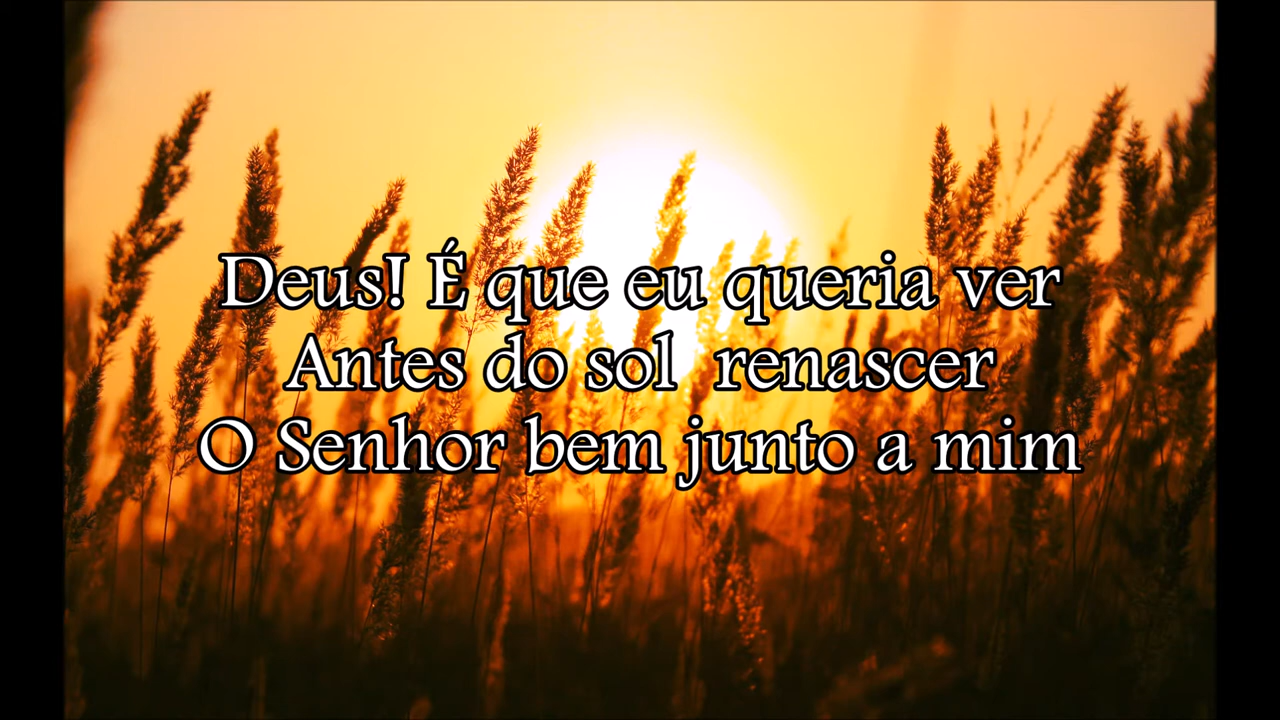 Deus! É que eu queria ver
Antes do sol renascer
O Senhor bem junto a mim